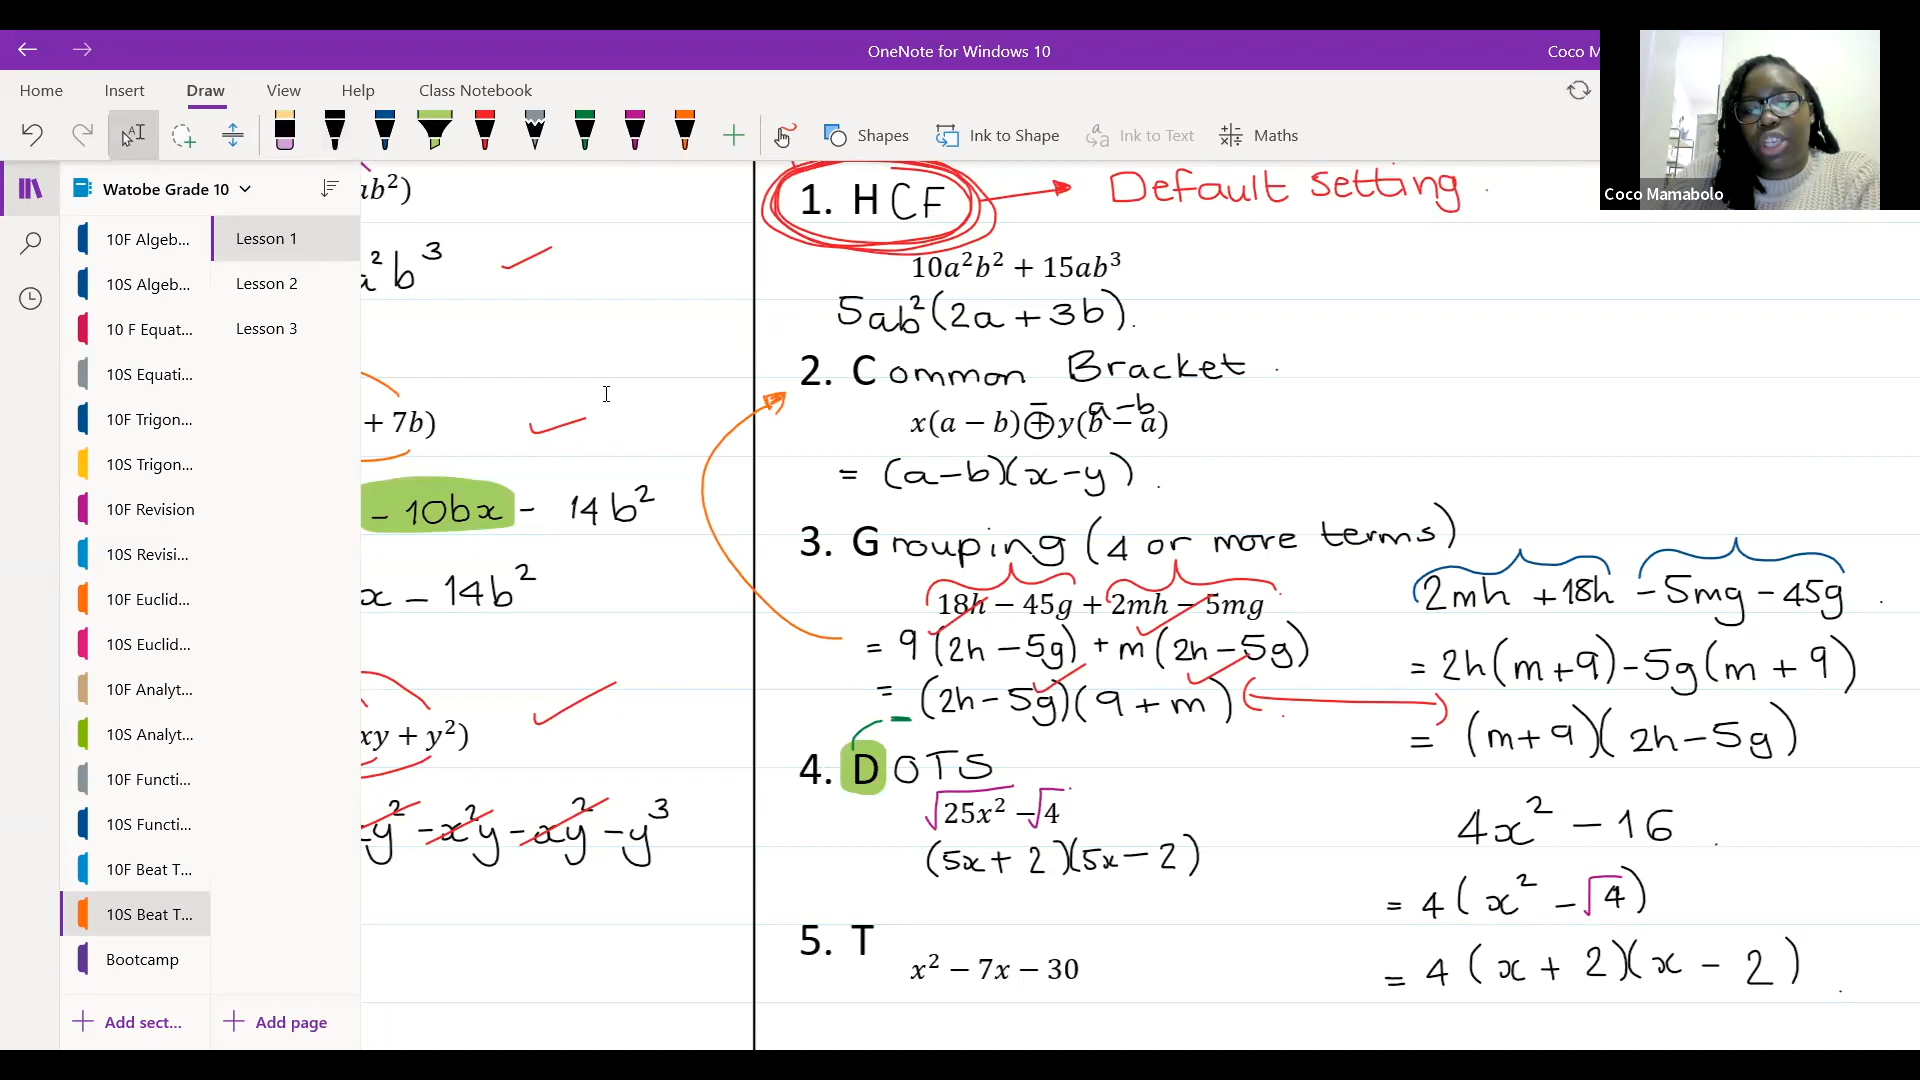 OneNote for Windows 10
Coco M
Home Insert Draw View Help Class Notebook
Shapes Ink to Shape Ink to Text Maths
Coco Mamabolo
Watobe Grade 10
10F Algeb...
10S Algeb...
10 F Equat...
10S Equati...
10F Trigon...
10S Trigon...
10F Revision
10S Revisi...
10F Euclid...
10S Euclid...
10F Analyt...
10S Analyt...
10F Functi...
10S Functi...
10F Beat T...
10S Beat T...
Bootcamp
Add sect...
Lesson 1
Lesson 2
Lesson 3
Add page
ab²)
a²b³
+ 7b)
- 10bx - 14b²
x - 14b²
xy + y²)
y² - x²y - xy² - y³
1. HCF → Default setting
10a²b² + 15ab³
5ab²(2a + 3b).
2. Common Bracket
a - b
x(a − b) + y(b − a)
= (a-b)(x-y).
3. Grouping (4 or more terms)
18h − 45g + 2mh − 5mg
= 9(2h - 5g) + m(2h - 5g)
= (2h - 5g)(9 + m)
2mh + 18h - 5mg - 45g
= 2h(m+9) - 5g(m + 9)
= (m+9)(2h - 5g)
4. DOTS
√25x² − √4
(5x + 2)(5x - 2)
4x² - 16
= 4(x² - √4)
= 4(x + 2)(x - 2)
5. T
x² − 7x − 30